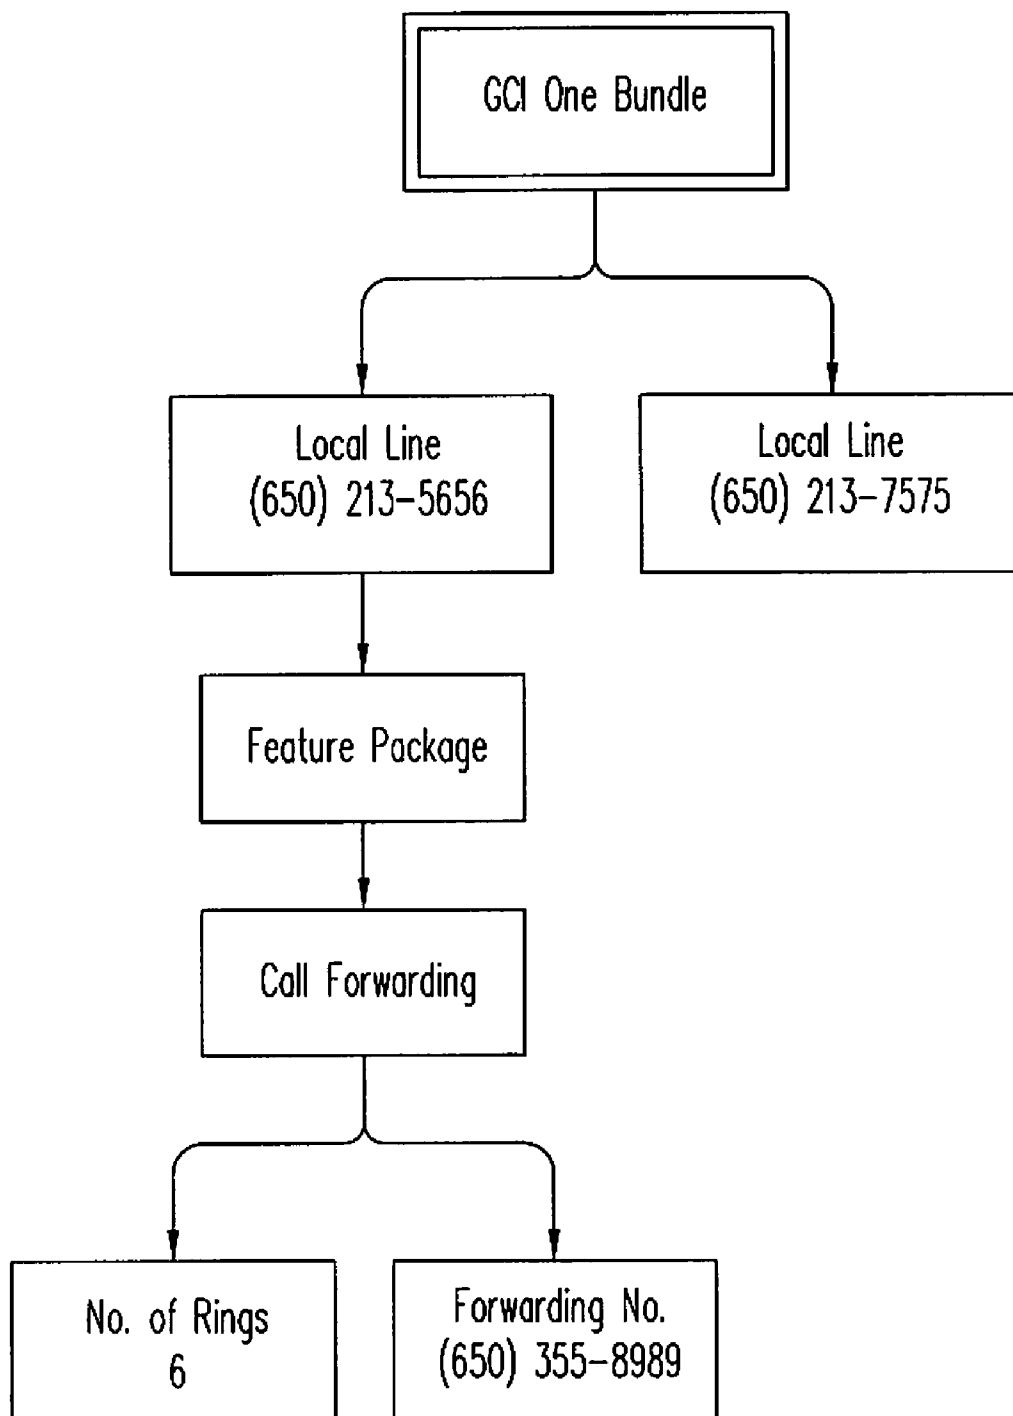 GCI One Bundle
Local Line
(650) 213-5656
Local Line
(650) 213-7575
Feature Package
Call Forwarding
No. of Rings
6
Forwarding No.
(650) 355-8989